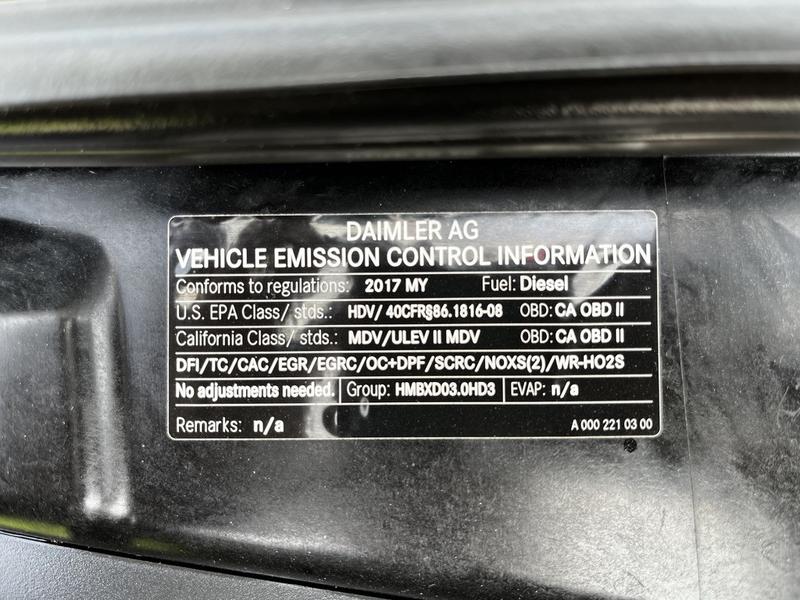 DAIMLER AG
VEHICLE EMISSION CONTROL INFORMATION
Conforms to regulations: 2017 MY Fuel: Diesel
U.S. EPA Class/ stds.: HDV/ 40CFR§86.1816-08 OBD: CA OBD II
California Class/ stds.: MDV/ULEV II MDV OBD: CA OBD II
DFI/TC/CAC/EGR/EGRC/OC+DPF/SCRC/NOXS(2)/WR-HO2S
No adjustments needed. Group: HMBXD03.0HD3 EVAP: n/a
Remarks: n/a A 000 221 03 00